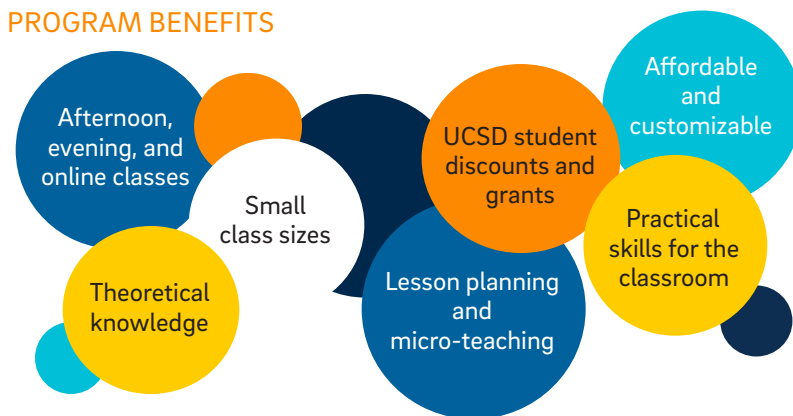 PROGRAM BENEFITS
Afternoon,
evening, and
online classes
Small
class sizes
Theoretical
knowledge
UCSD student
discounts and
grants
Lesson planning
and
micro-teaching
Affordable
and
customizable
Practical
skills for the
classroom